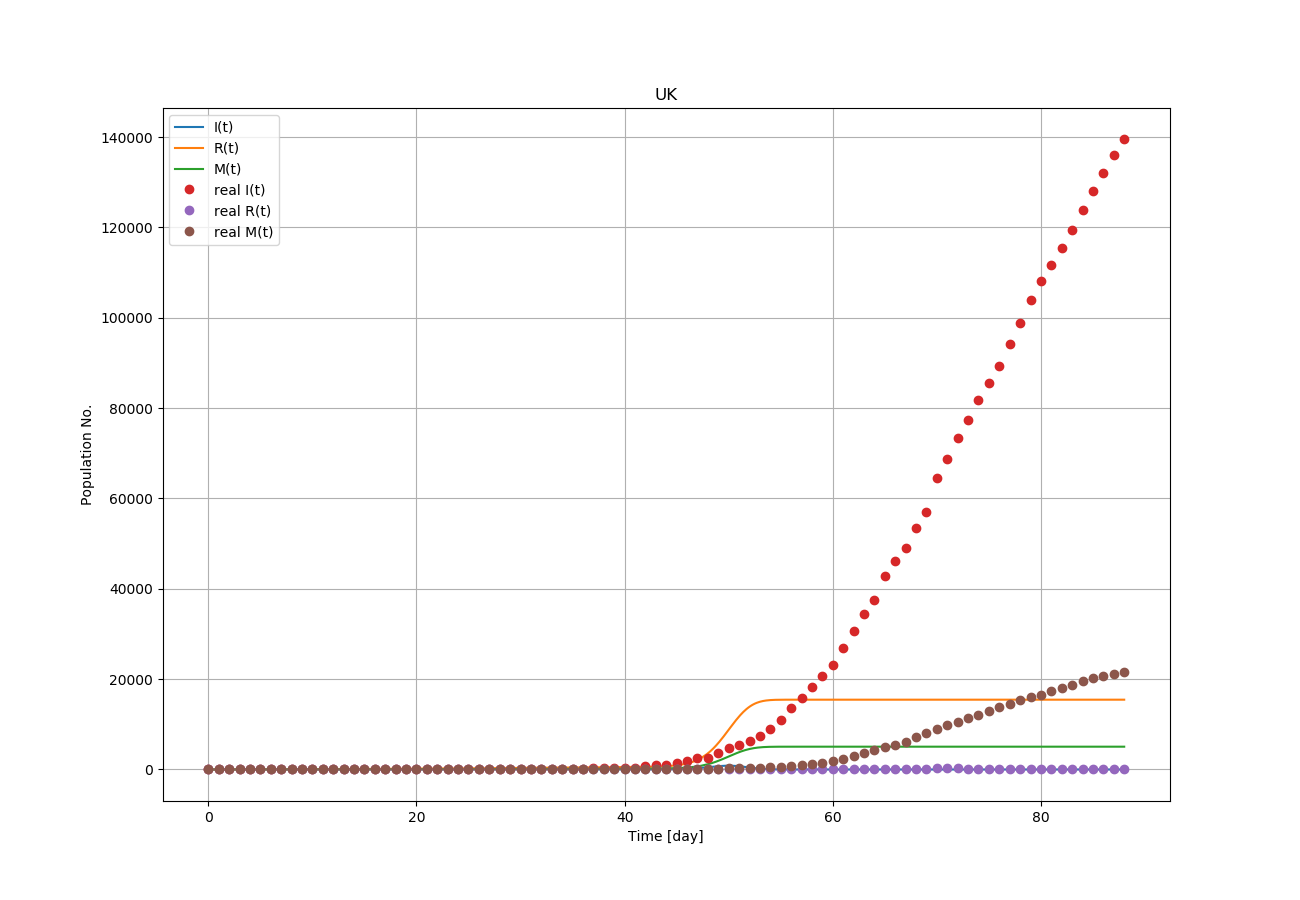 UK
I(t)
R(t)
M(t)
real I(t)
real R(t)
real M(t)
140000
120000
100000
80000
60000
40000
20000
0
Population No.
0 20 40 60 80
Time [day]